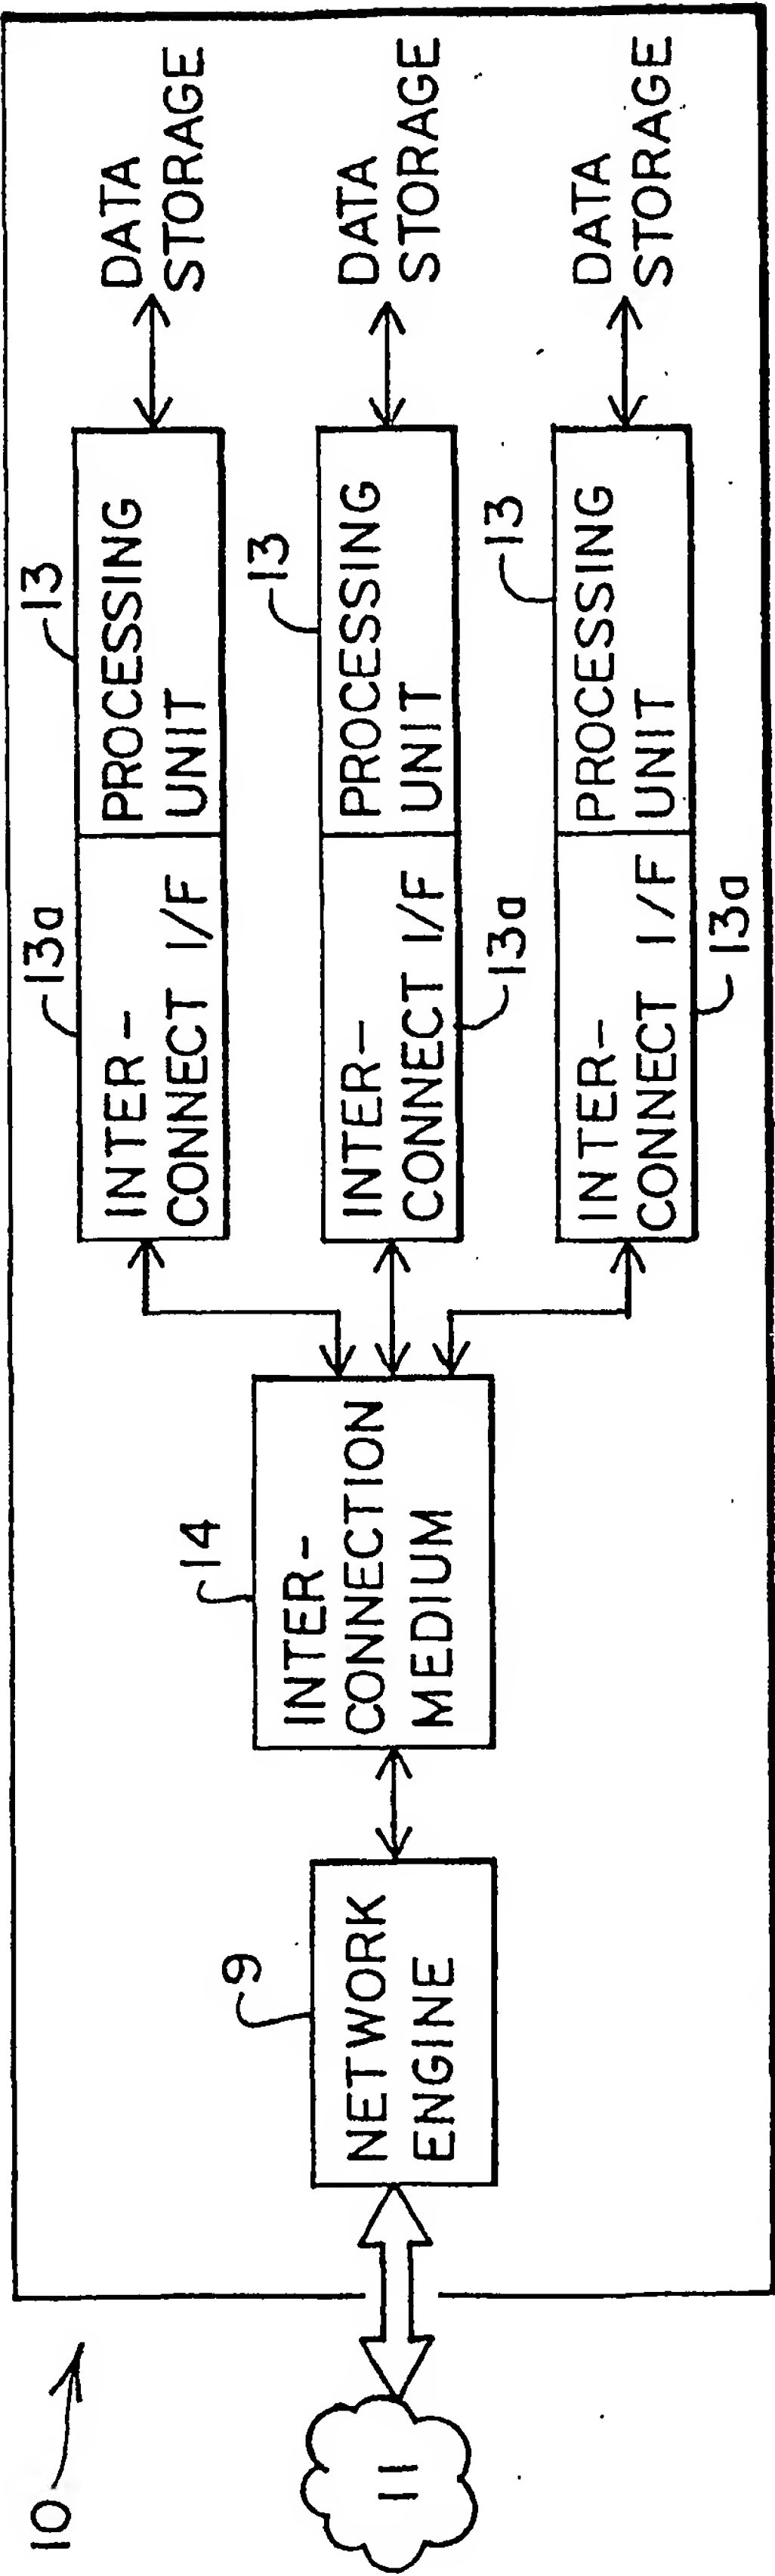 10
11
9
NETWORK
ENGINE
14
INTER-
CONNECTION
MEDIUM
13a
INTER-
CONNECT I/F
13
PROCESSING
UNIT
DATA
STORAGE
INTER-
CONNECT I/F
13a
13
PROCESSING
UNIT
DATA
STORAGE
INTER-
CONNECT I/F
13a
13
PROCESSING
UNIT
DATA
STORAGE